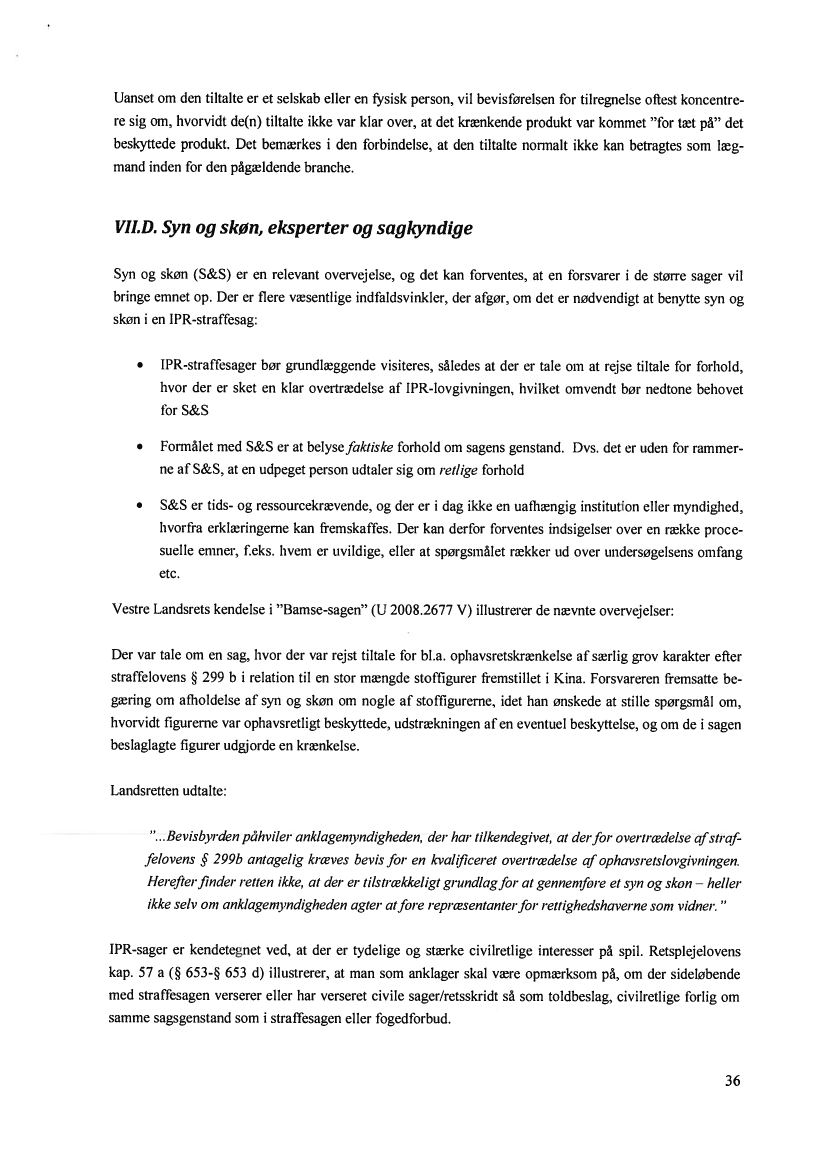 Uanset om den tiltalte er et selskab eller en fysisk person, vil bevisførelsen for tilregnelse oftest koncentre-
re sig om, hvorvidt de(n) tiltalte ikke var klar over, at det krænkende produkt var kommet ”for tæt på” det
beskyttede produkt. Det bemærkes i den forbindelse, at den tiltalte normalt ikke kan betragtes som læg-
mand inden for den pågældende branche.
VII.D. Syn og skøn, eksperter og sagkyndige
Syn og skøn (S&S) er en relevant overvejelse, og det kan forventes, at en forsvarer i de større sager vil
bringe emnet op. Der er flere væsentlige indfaldsvinkler, der afgør, om det er nødvendigt at benytte syn og
skøn i en IPR-straffesag:
• IPR-straffesager bør grundlæggende visiteres, således at der er tale om at rejse tiltale for forhold,
hvor der er sket en klar overtrædelse af IPR-lovgivningen, hvilket omvendt bør nedtone behovet
for S&S
• Formålet med S&S er at belyse faktiske forhold om sagens genstand. Dvs. det er uden for rammer-
ne af S&S, at en udpeget person udtaler sig om retlige forhold
• S&S er tids- og ressourcekrævende, og der er i dag ikke en uafhængig institution eller myndighed,
hvorfra erklæringerne kan fremskaffes. Der kan derfor forventes indsigelser over en række proce-
suelle emner, f.eks. hvem er uvildige, eller at spørgsmålet rækker ud over undersøgelsens omfang
etc.
Vestre Landsrets kendelse i ”Bamse-sagen” (U 2008.2677 V) illustrerer de nævnte overvejelser:
Der var tale om en sag, hvor der var rejst tiltale for bl.a. ophavsretskrænkelse af særlig grov karakter efter
straffelovens § 299 b i relation til en stor mængde stoffigurer fremstillet i Kina. Forsvareren fremsatte be-
gæring om afholdelse af syn og skøn om nogle af stoffigurerne, idet han ønskede at stille spørgsmål om,
hvorvidt figurerne var ophavsretligt beskyttede, udstrækningen af en eventuel beskyttelse, og om de i sagen
beslaglagte figurer udgjorde en krænkelse.
Landsretten udtalte:
”...Bevisbyrden påhviler anklagemyndigheden, der har tilkendegivet, at der for overtrædelse af straf-
felovens § 299b antagelig kræves bevis for en kvalificeret overtrædelse af ophavsretslovgivningen.
Herefter finder retten ikke, at der er tilstrækkeligt grundlag for at gennemføre et syn og skøn – heller
ikke selv om anklagemyndigheden agter at føre repræsentanter for rettighedshaverne som vidner. ”
IPR-sager er kendetegnet ved, at der er tydelige og stærke civilretlige interesser på spil. Retsplejelovens
kap. 57 a (§ 653-§ 653 d) illustrerer, at man som anklager skal være opmærksom på, om der sideløbende
med straffesagen verserer eller har verseret civile sager/retsskridt så som toldbeslag, civilretlige forlig om
samme sagsgenstand som i straffesagen eller fogedforbud.
36